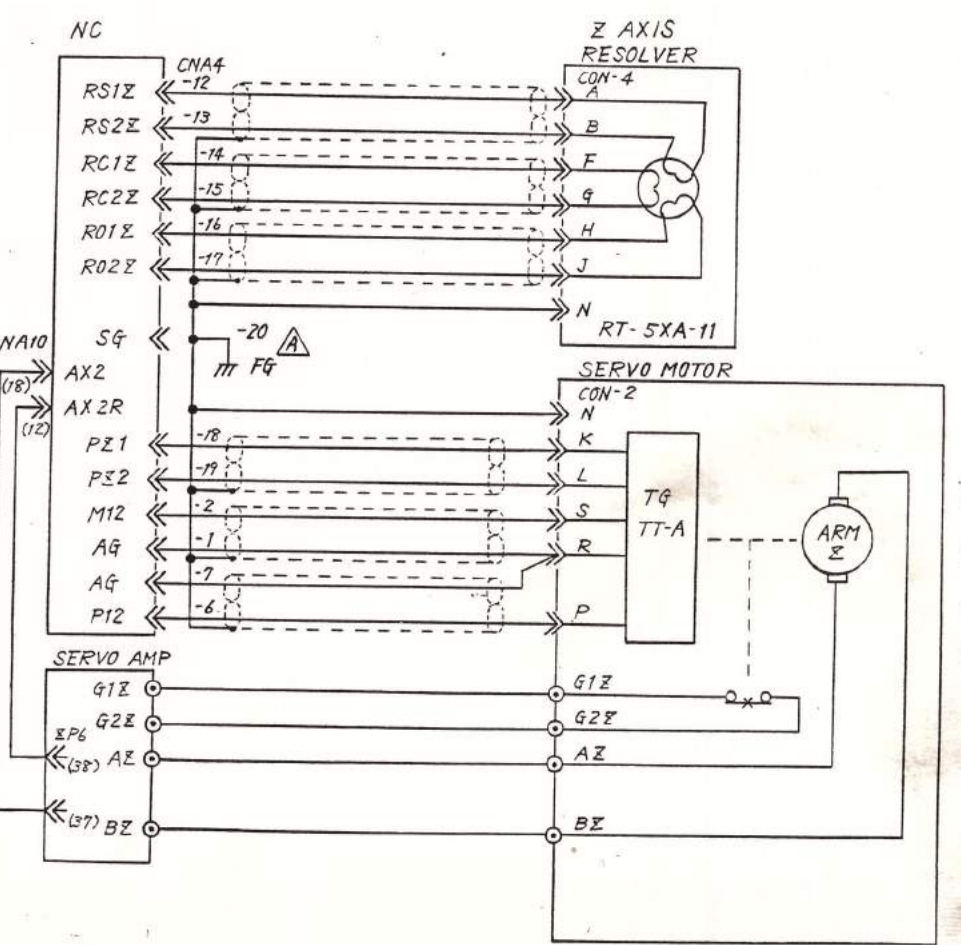 NC
Z AXIS
RESOLVER
CNA4
CON-4
RS1Z -12 A
RS2Z -13 B
RC1Z -14 F
RC2Z -15 G
R01Z -16 H
R02Z -17 J
N
RT-5XA-11
NA10
SG -20 A
FG
(18) AX2
SERVO MOTOR
CON-2
(12) AX2R N
PZ1 -18 K
PZ2 -19 L
M12 -2 S
AG -1 R
AG -7
P12 -6 P
TG
TT-A
ARM
Z
SERVO AMP
G1Z G1Z
G2Z G2Z
ZP6
(38) AZ AZ
(37) BZ BZ